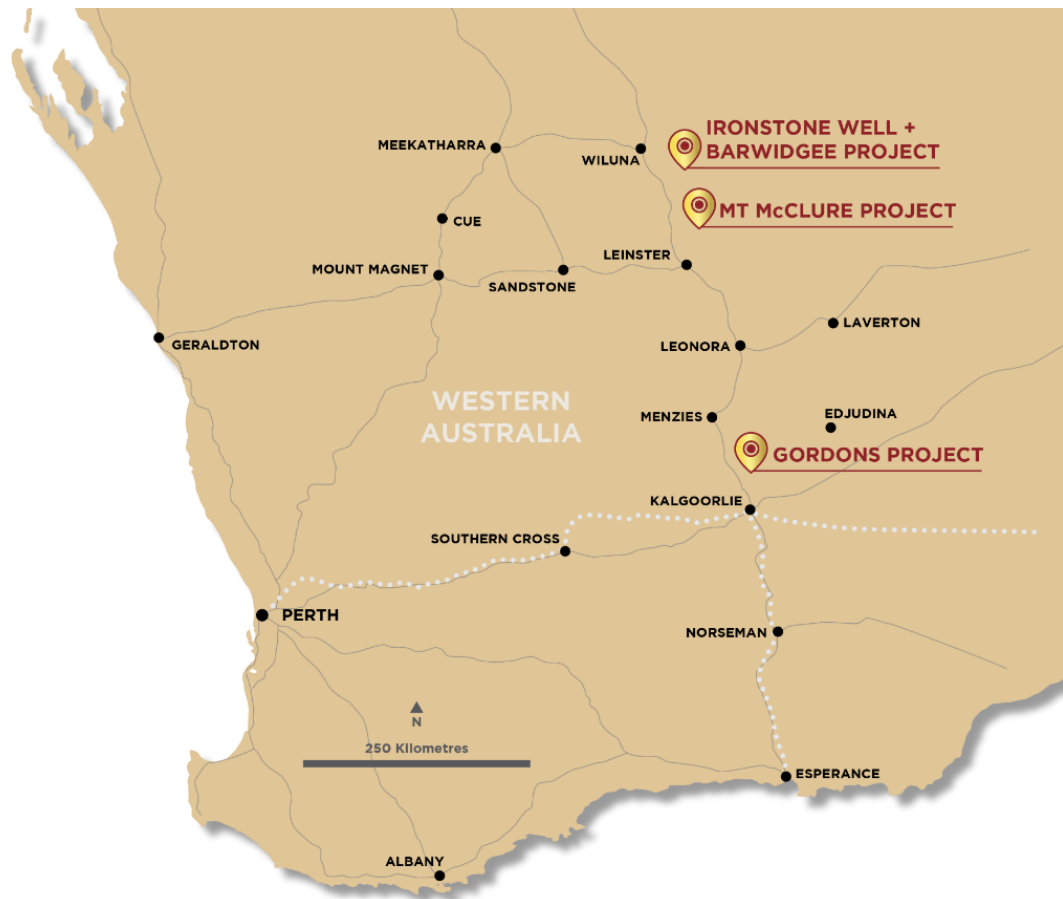 IRONSTONE WELL +
BARWIDGEE PROJECT
MEEKATHARRA
WILUNA
MT McCLURE PROJECT
CUE
LEINSTER
MOUNT MAGNET
SANDSTONE
LAVERTON
GERALDTON
LEONORA
WESTERN
AUSTRALIA
MENZIES
EDJUDINA
GORDONS PROJECT
KALGOORLIE
SOUTHERN CROSS
PERTH
NORSEMAN
N
250 Kilometres
ESPERANCE
ALBANY